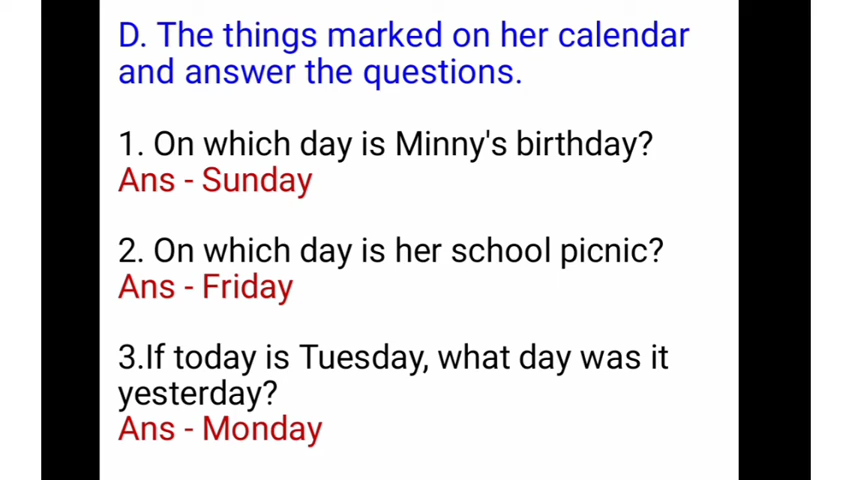 D. The things marked on her calendar
and answer the questions.
1. On which day is Minny's birthday?
Ans - Sunday
2. On which day is her school picnic?
Ans - Friday
3.If today is Tuesday, what day was it
yesterday?
Ans - Monday